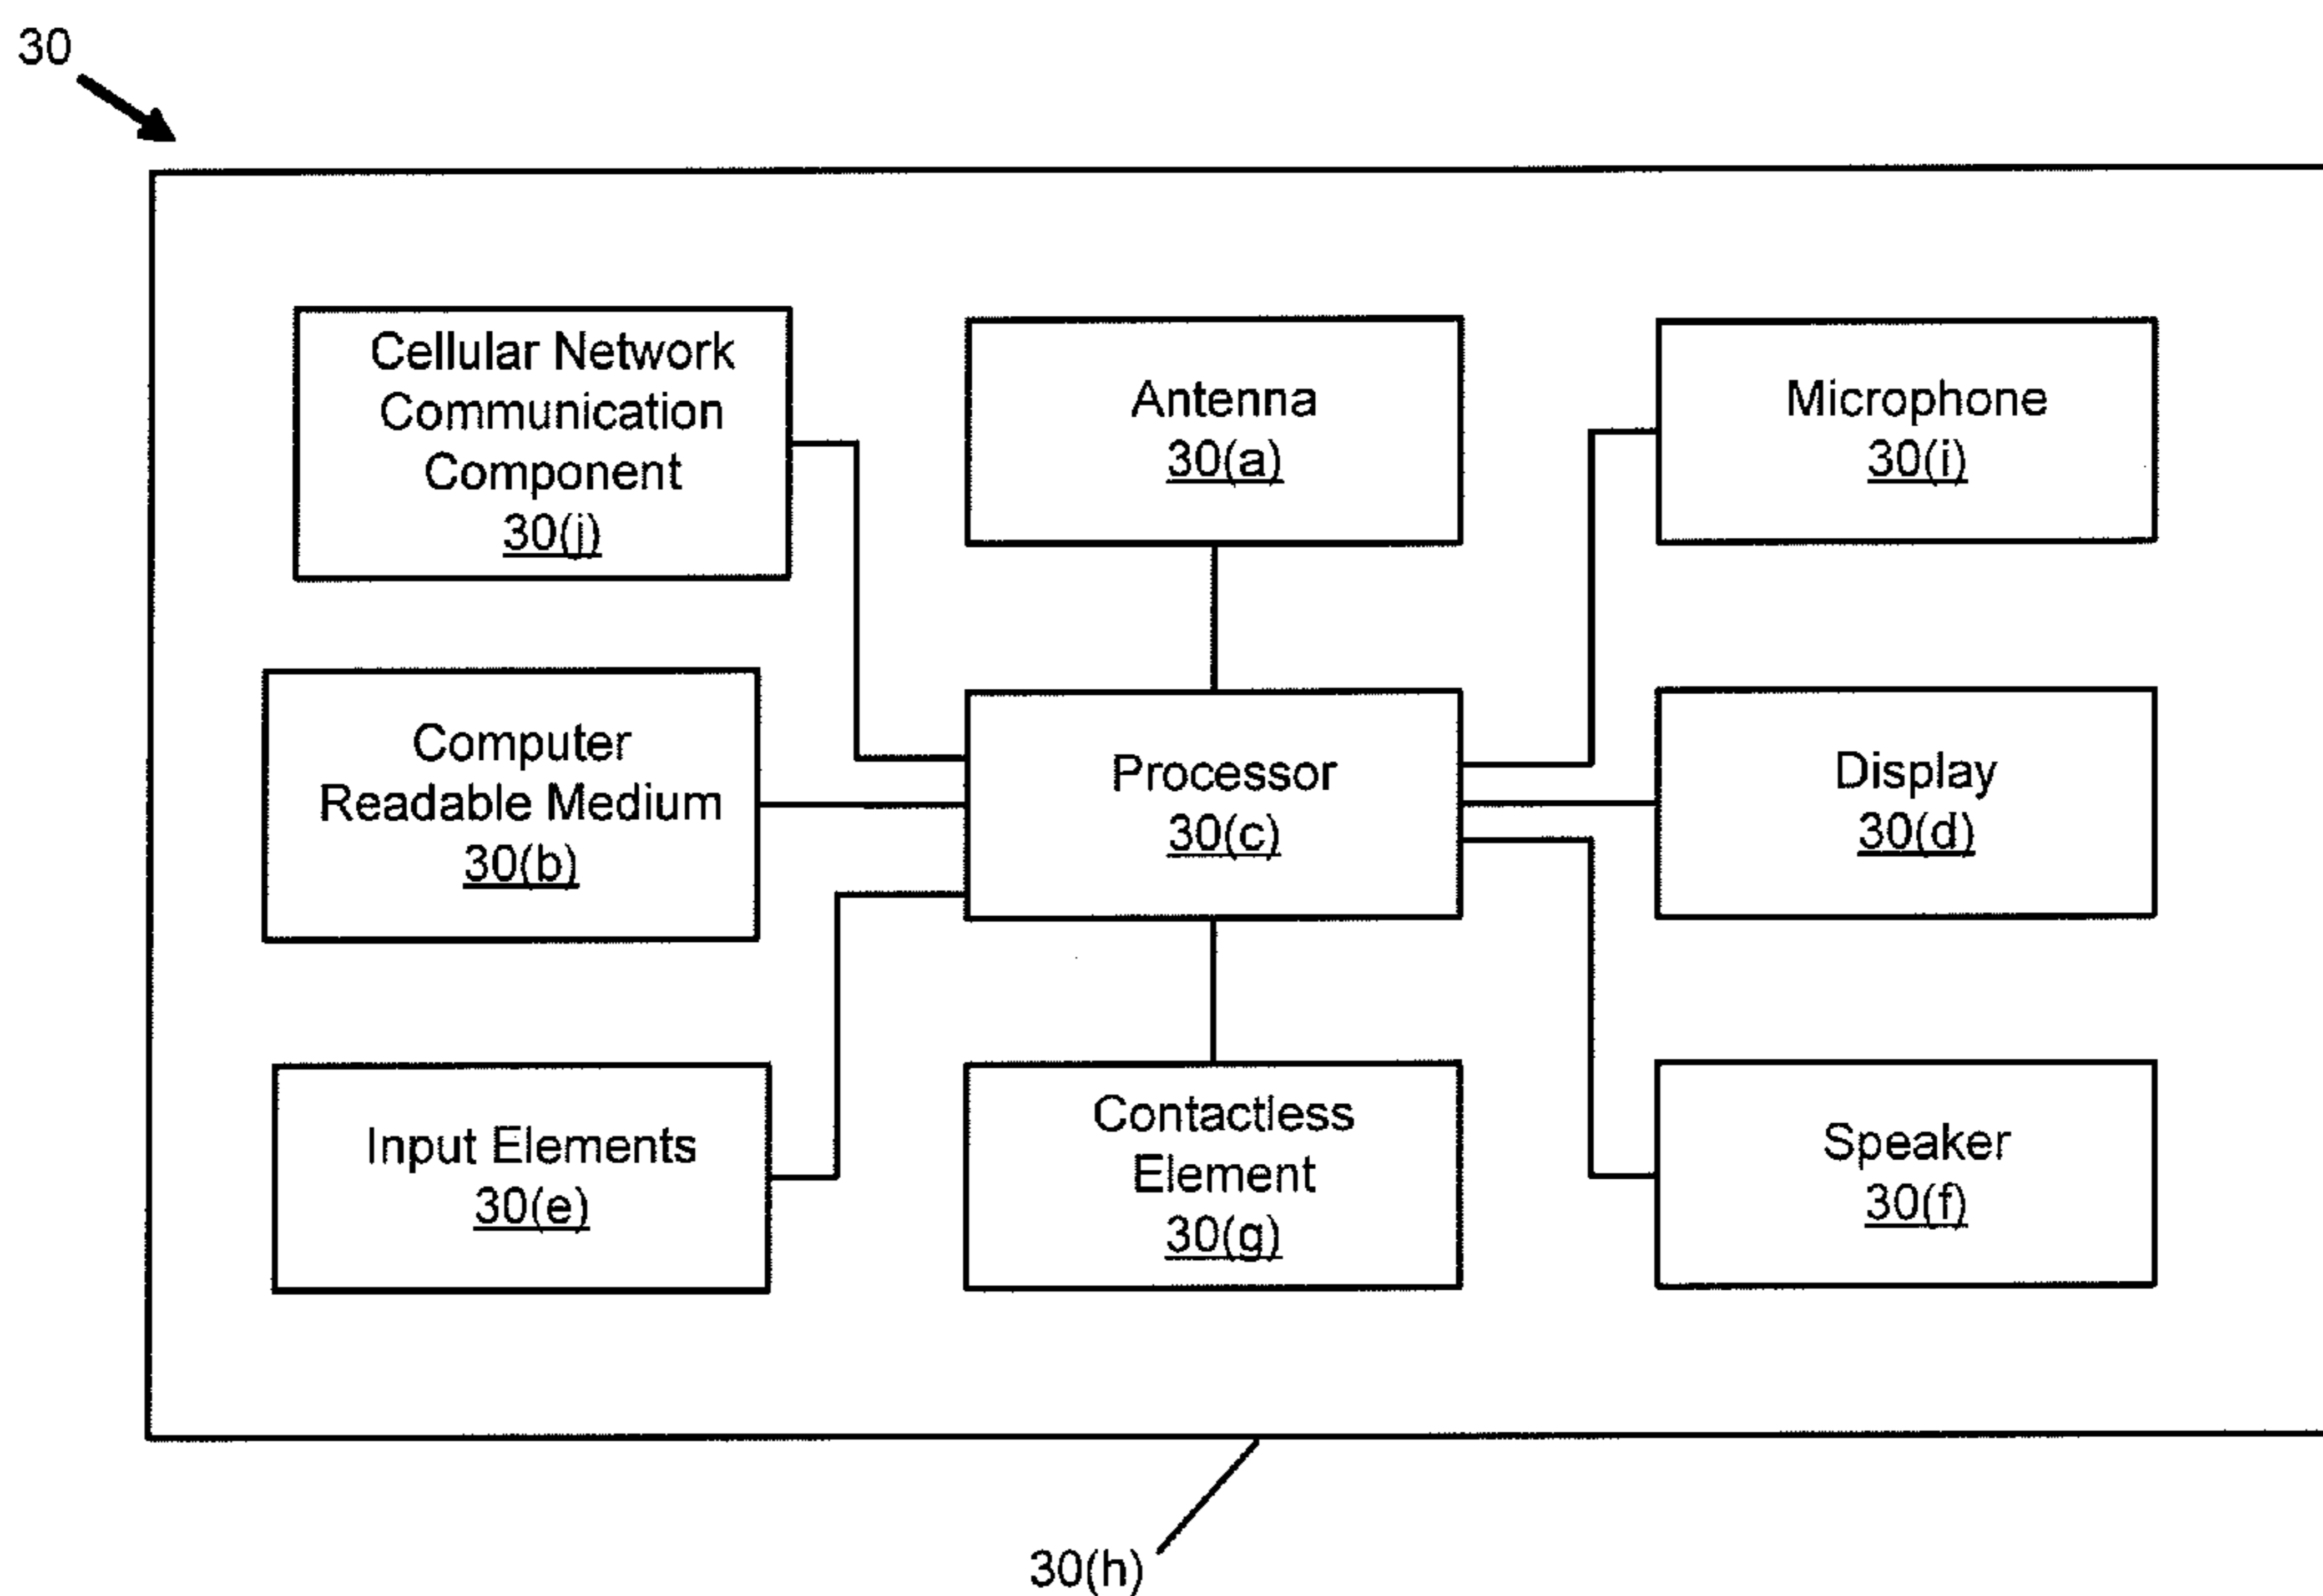 30
Cellular Network
Communication
Component
30(j)
Antenna
30(a)
Microphone
30(i)
Computer
Readable Medium
30(b)
Processor
30(c)
Display
30(d)
Input Elements
30(e)
Contactless
Element
30(g)
Speaker
30(f)
30(h)